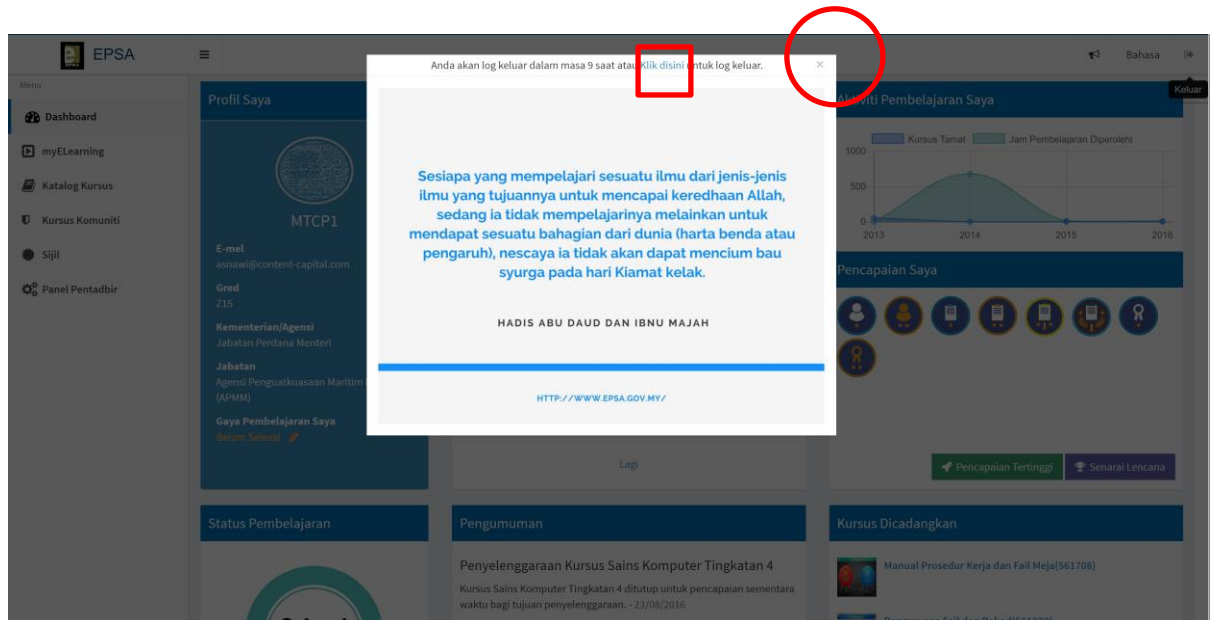 EPSA
Bahasa
Keluar
Menu
Dashboard
myELearning
Katalog Kursus
Kursus Komuniti
Sijil
Panel Pentadbir
Profil Saya
MTCP1
E-mel
asnawi@content-capital.com
Gred
Z15
Kementerian/Agensi
Jabatan Perdana Menteri
Jabatan
Agensi Penguatkuasaan Maritim
(APMM)
Gaya Pembelajaran Saya
Belum Selesai
Anda akan log keluar dalam masa 9 saat atau Klik disini untuk log keluar.
×
Sesiapa yang mempelajari sesuatu ilmu dari jenis-jenis
ilmu yang tujuannya untuk mencapai keredhaan Allah,
sedang ia tidak mempelajarinya melainkan untuk
mendapat sesuatu bahagian dari dunia (harta benda atau
pengaruh), nescaya ia tidak akan dapat mencium bau
syurga pada hari Kiamat kelak.
HADIS ABU DAUD DAN IBNU MAJAH
HTTP://WWW.EPSA.GOV.MY/
Lagi
Aktiviti Pembelajaran Saya
Kursus Tamat Jam Pembelajaran Diperolehi
1000
500
0
2013 2014 2015 2016
Pencapaian Saya
Pencapaian Tertinggi Senarai Lencana
Status Pembelajaran
Pengumuman
Penyelenggaraan Kursus Sains Komputer Tingkatan 4
Kursus Sains Komputer Tingkatan 4 ditutup untuk pencapaian sementara
waktu bagi tujuan penyelenggaraan. - 23/08/2016
Kursus Dicadangkan
Manual Prosedur Kerja dan Fail Meja(561708)